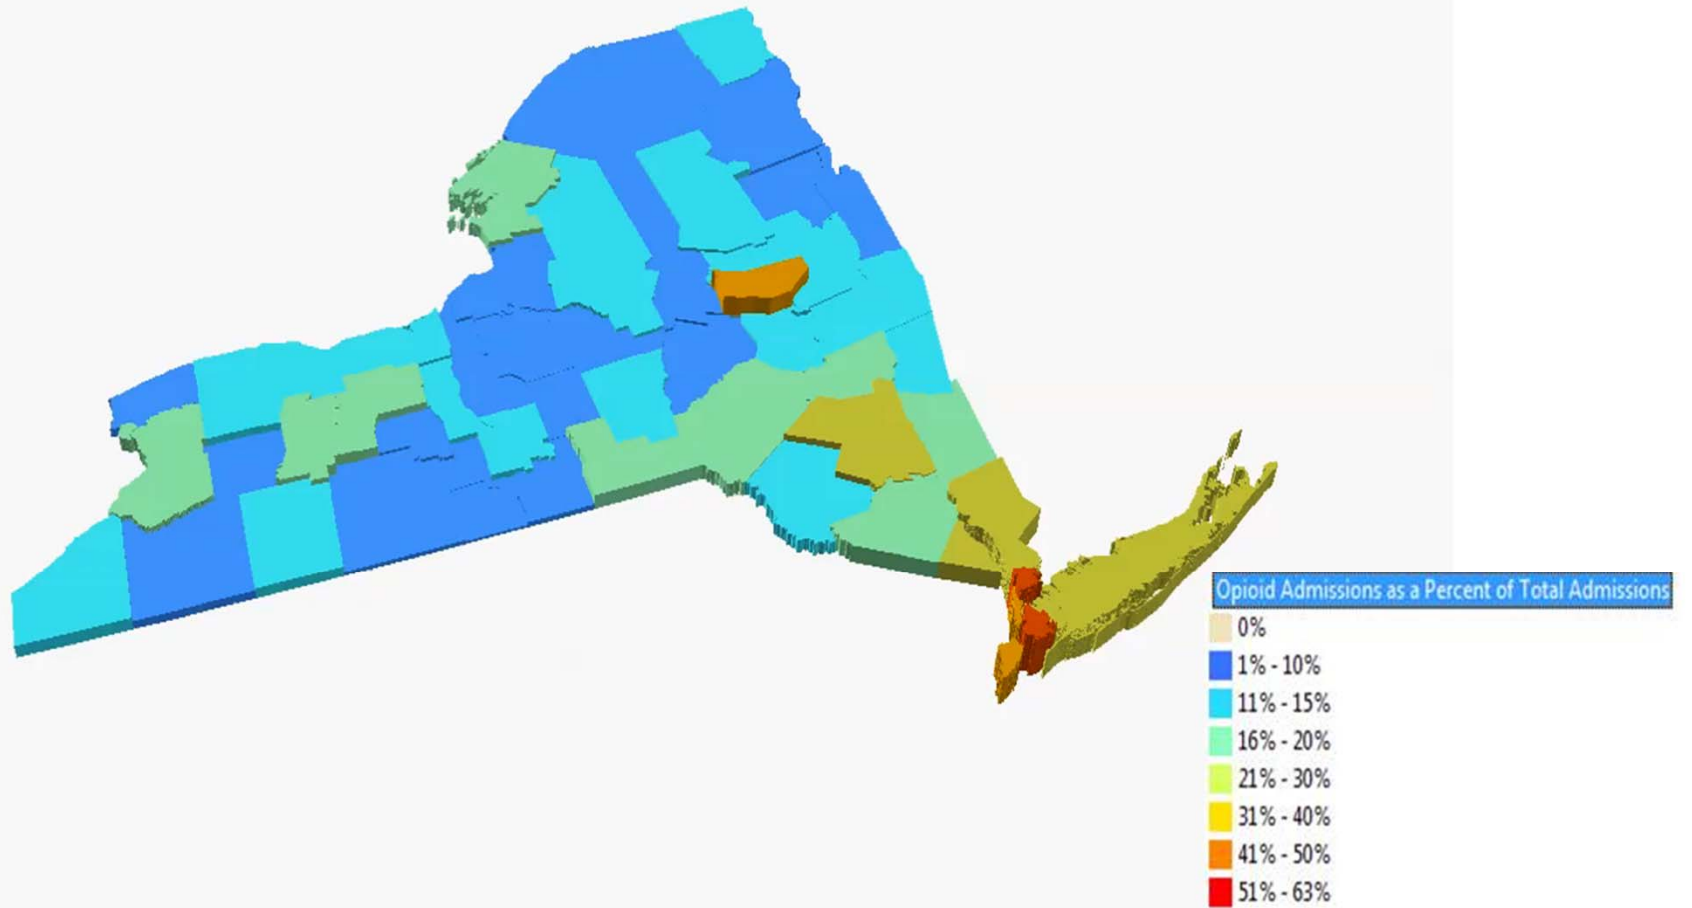 Opioid Admissions as a Percent of Total Admissions
0%
1% - 10%
11% - 15%
16% - 20%
21% - 30%
31% - 40%
41% - 50%
51% - 63%